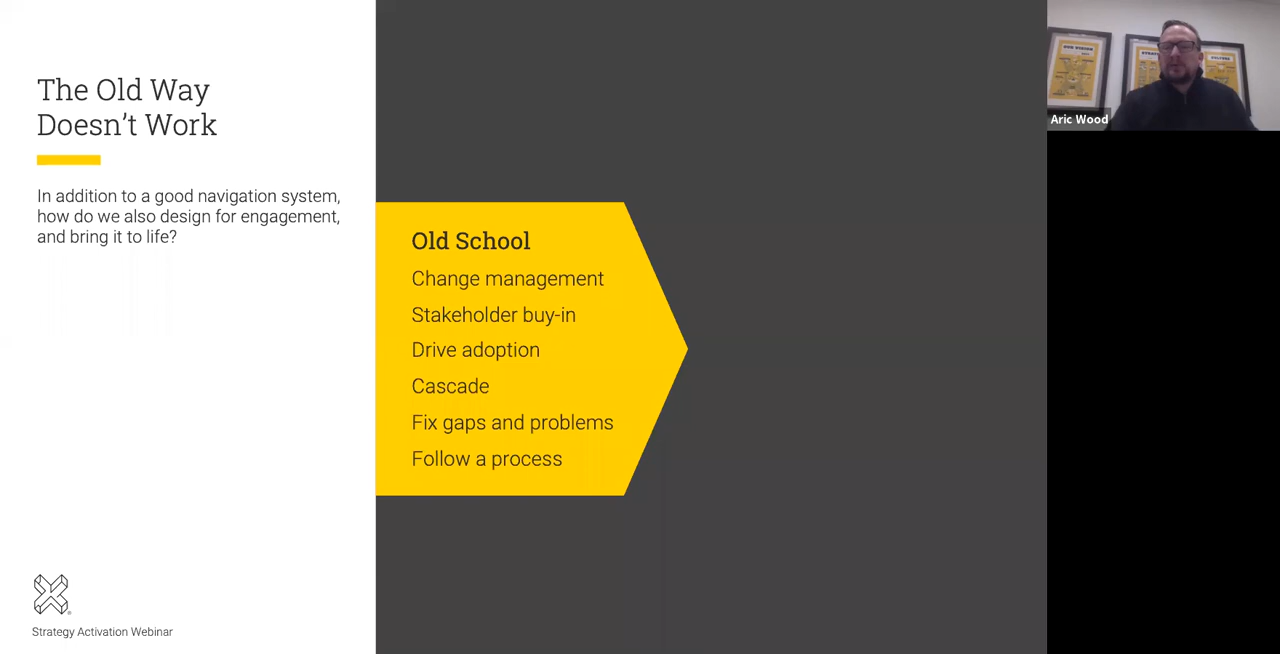 The Old Way
Doesn't Work
In addition to a good navigation system,
how do we also design for engagement,
and bring it to life?
Old School
Change management
Stakeholder buy-in
Drive adoption
Cascade
Fix gaps and problems
Follow a process
Strategy Activation Webinar
OUR VISION
Aric Wood